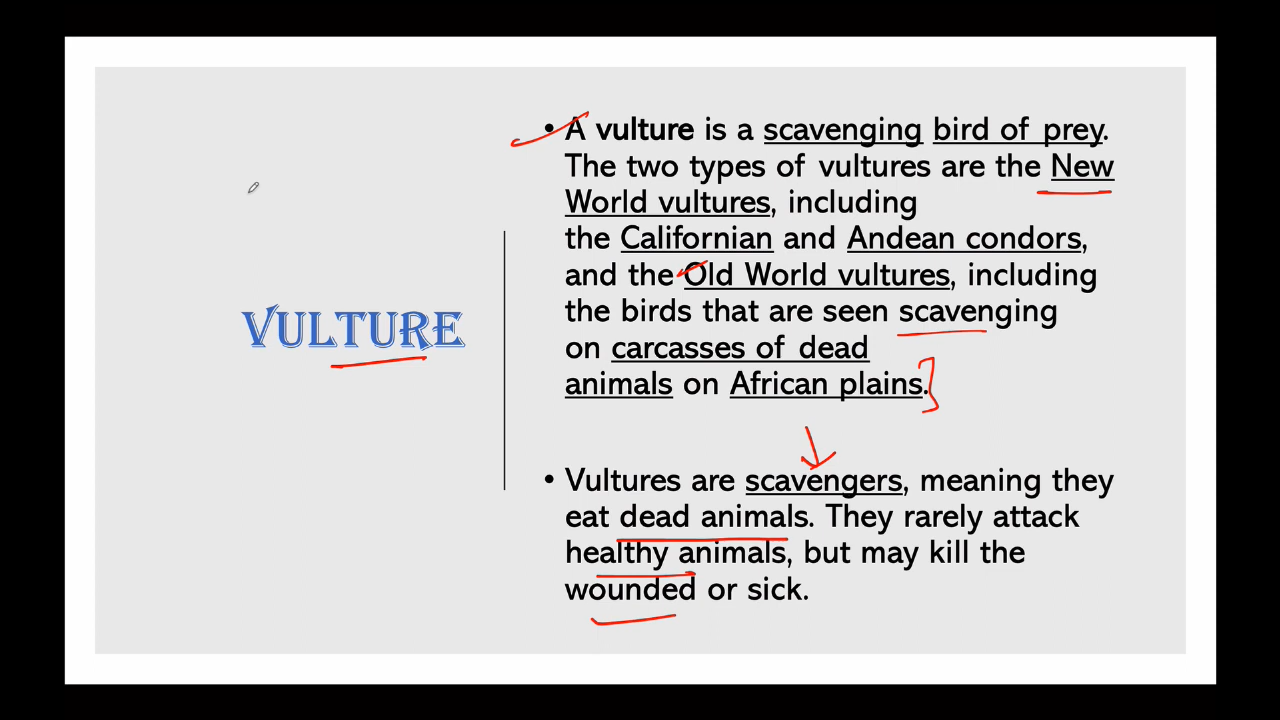 VULTURE
• A vulture is a scavenging bird of prey.
The two types of vultures are the New
World vultures, including
the Californian and Andean condors,
and the Old World vultures, including
the birds that are seen scavenging
on carcasses of dead
animals on African plains.
• Vultures are scavengers, meaning they
eat dead animals. They rarely attack
healthy animals, but may kill the
wounded or sick.